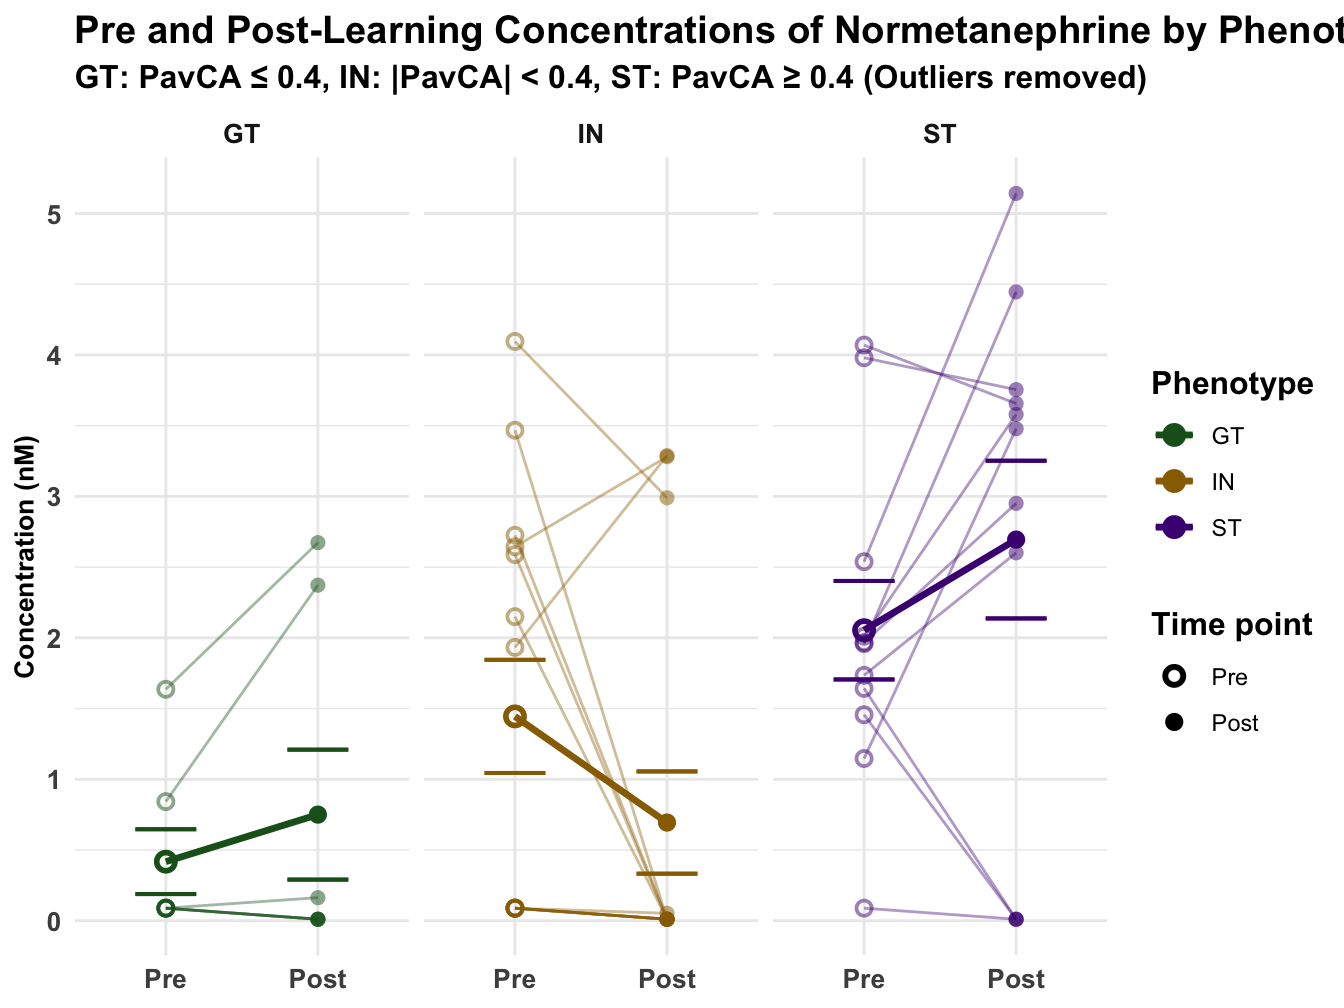 Pre and Post-Learning Concentrations of Normetanephrine by Phenot
GT: PavCA ≤ 0.4, IN: |PavCA| < 0.4, ST: PavCA ≥ 0.4 (Outliers removed)
GT
IN
ST
5
4
3
2
1
0
Concentration (nM)
Pre
Post
Pre
Post
Pre
Post
Phenotype
GT
IN
ST
Time point
Pre
Post